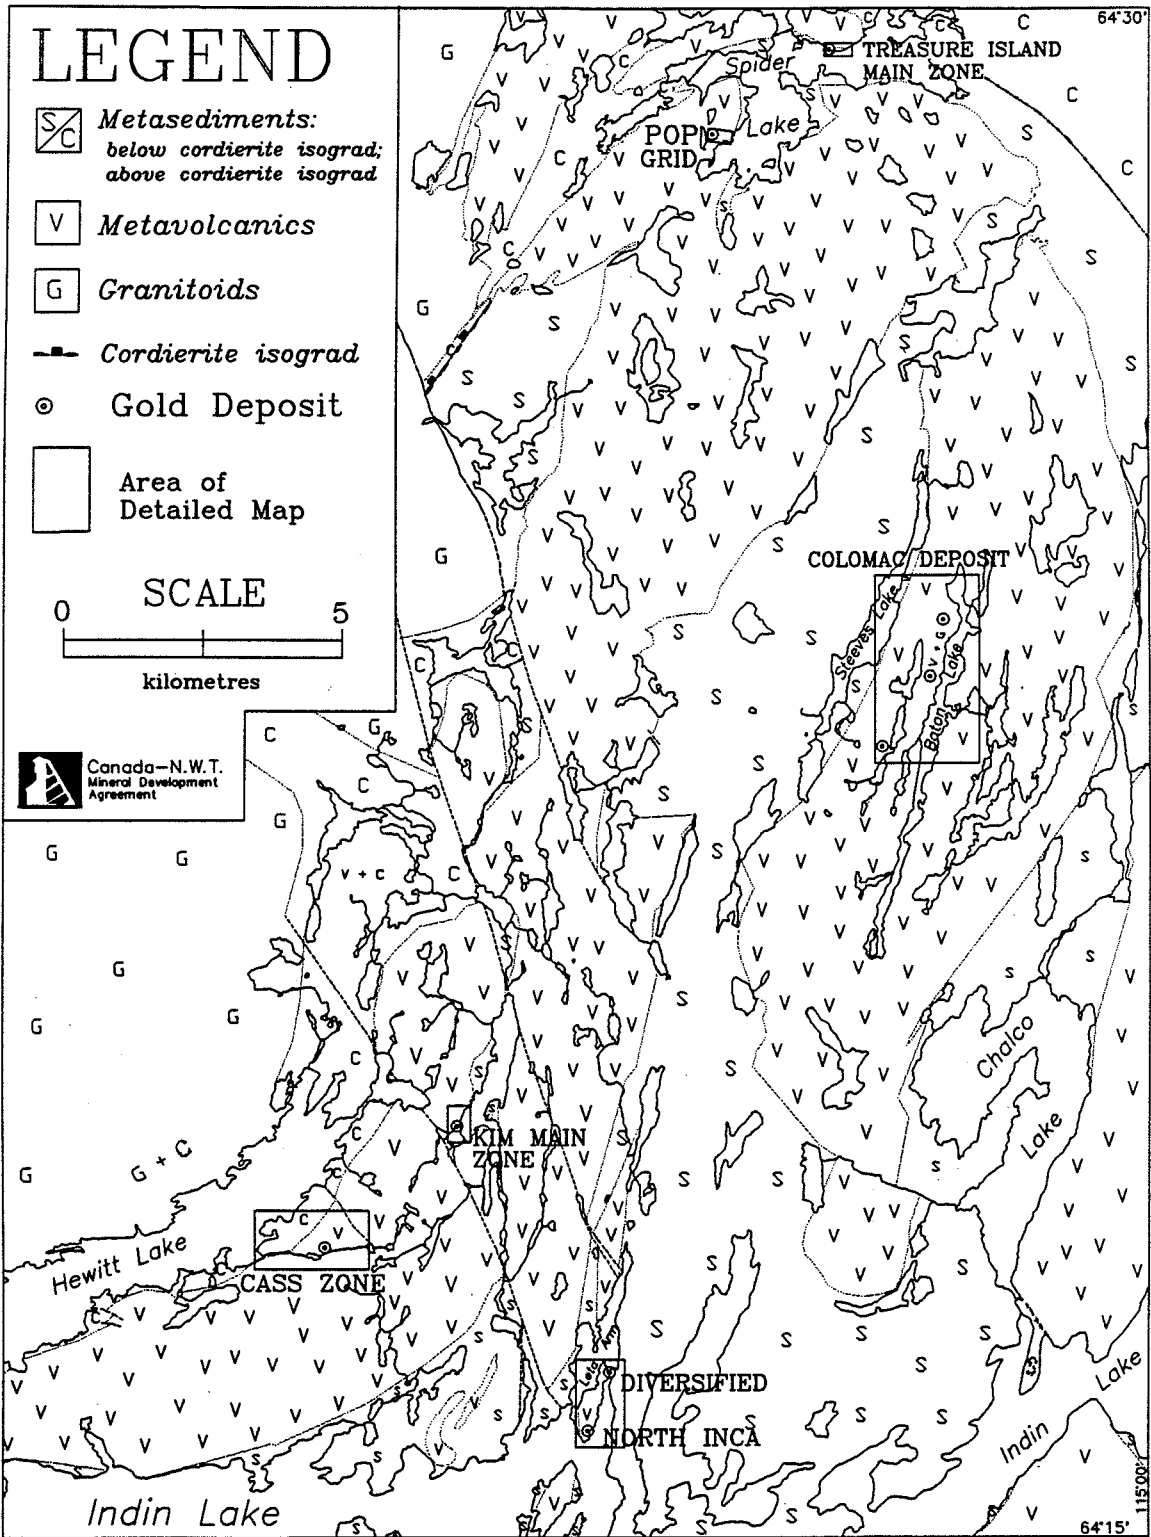 LEGEND
S/C
Metasediments:
below cordierite isograd;
above cordierite isograd
V
Metavolcanics
G
Granitoids
Cordierite isograd
Gold Deposit
Area of
Detailed Map
SCALE
0 5
kilometres
Canada-N.W.T.
Mineral Development
Agreement
64°30'
TREASURE ISLAND
MAIN ZONE
Spider
Lake
POP
GRID
COLOMAC DEPOSIT
Steeves Lake
V + G
Baton Lake
V + C
Chalco
Lake
KIM MAIN
ZONE
G + C
Hewitt Lake
CASS ZONE
Leta Arm
DIVERSIFIED
NORTH INCA
Indin
Lake
Indin Lake
115°00'
64°15'